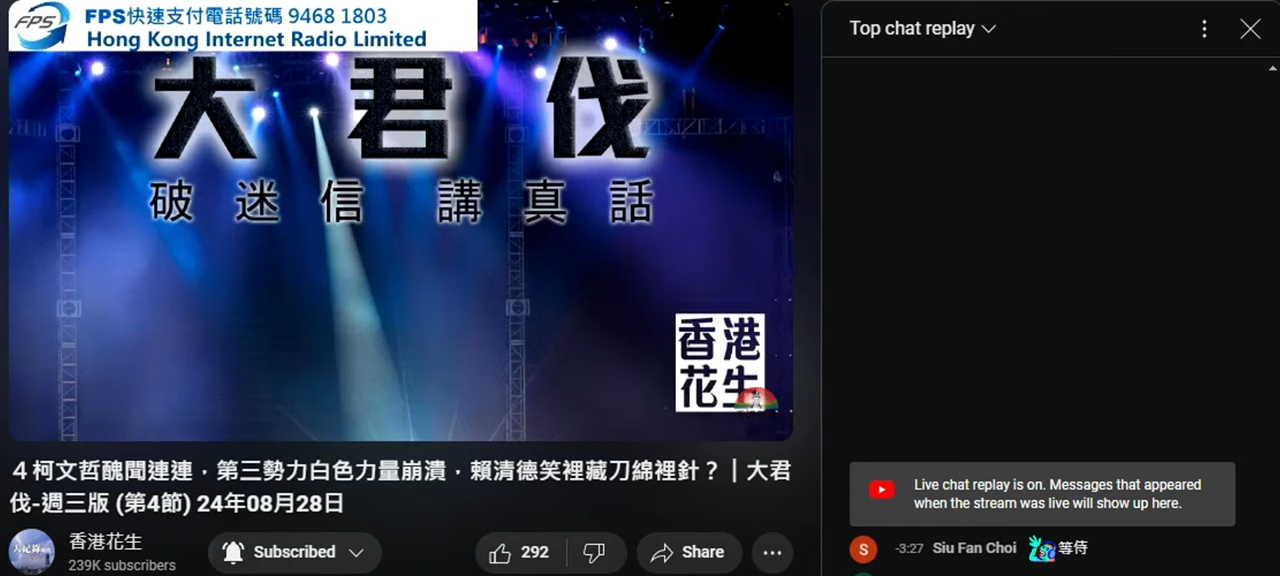 FPS
FPS快速支付電話號碼 9468 1803
Hong Kong Internet Radio Limited
大君伐
破迷信 講真話
香港
花生
4柯文哲醜聞連連，第三勢力白色力量崩潰，賴清德笑裡藏刀綿裡針？｜大君
伐-週三版 (第4節) 24年08月28日
香港花生
239K subscribers
Subscribed
292
Share
Top chat replay
Live chat replay is on. Messages that appeared
when the stream was live will show up here.
S
-3:27 Siu Fan Choi 等侍